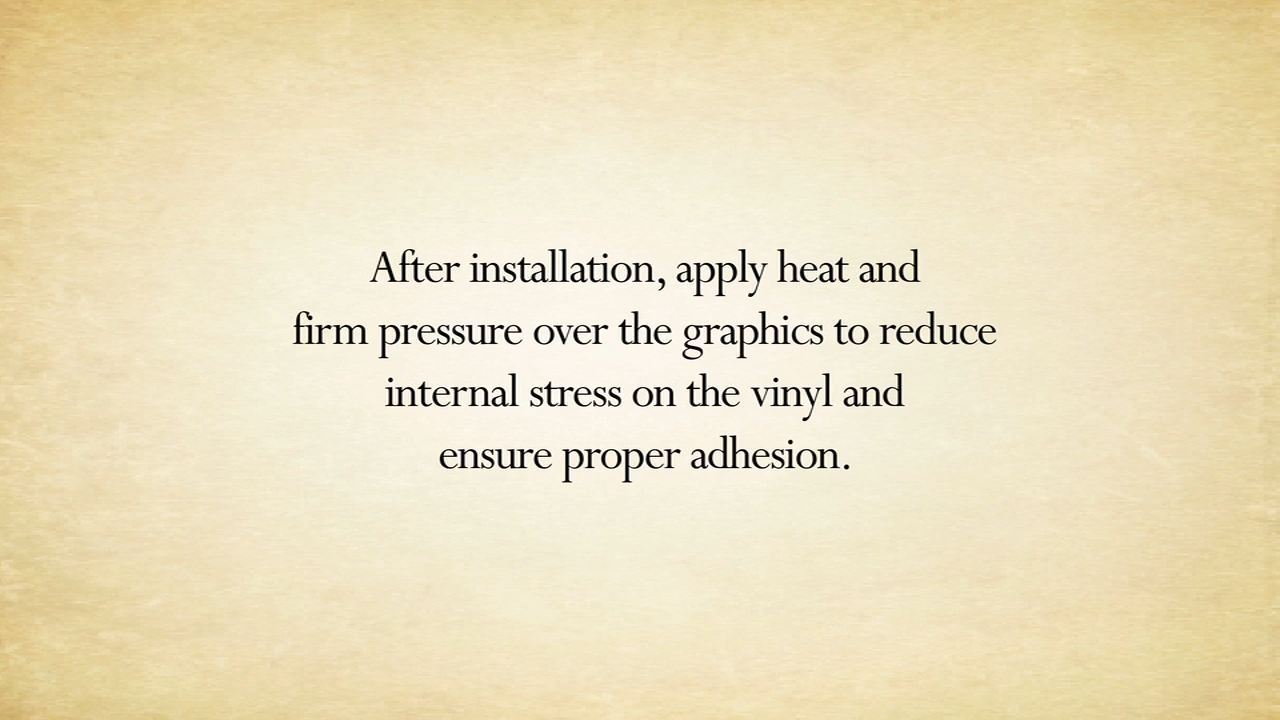 After installation, apply heat and
firm pressure over the graphics to reduce
internal stress on the vinyl and
ensure proper adhesion.